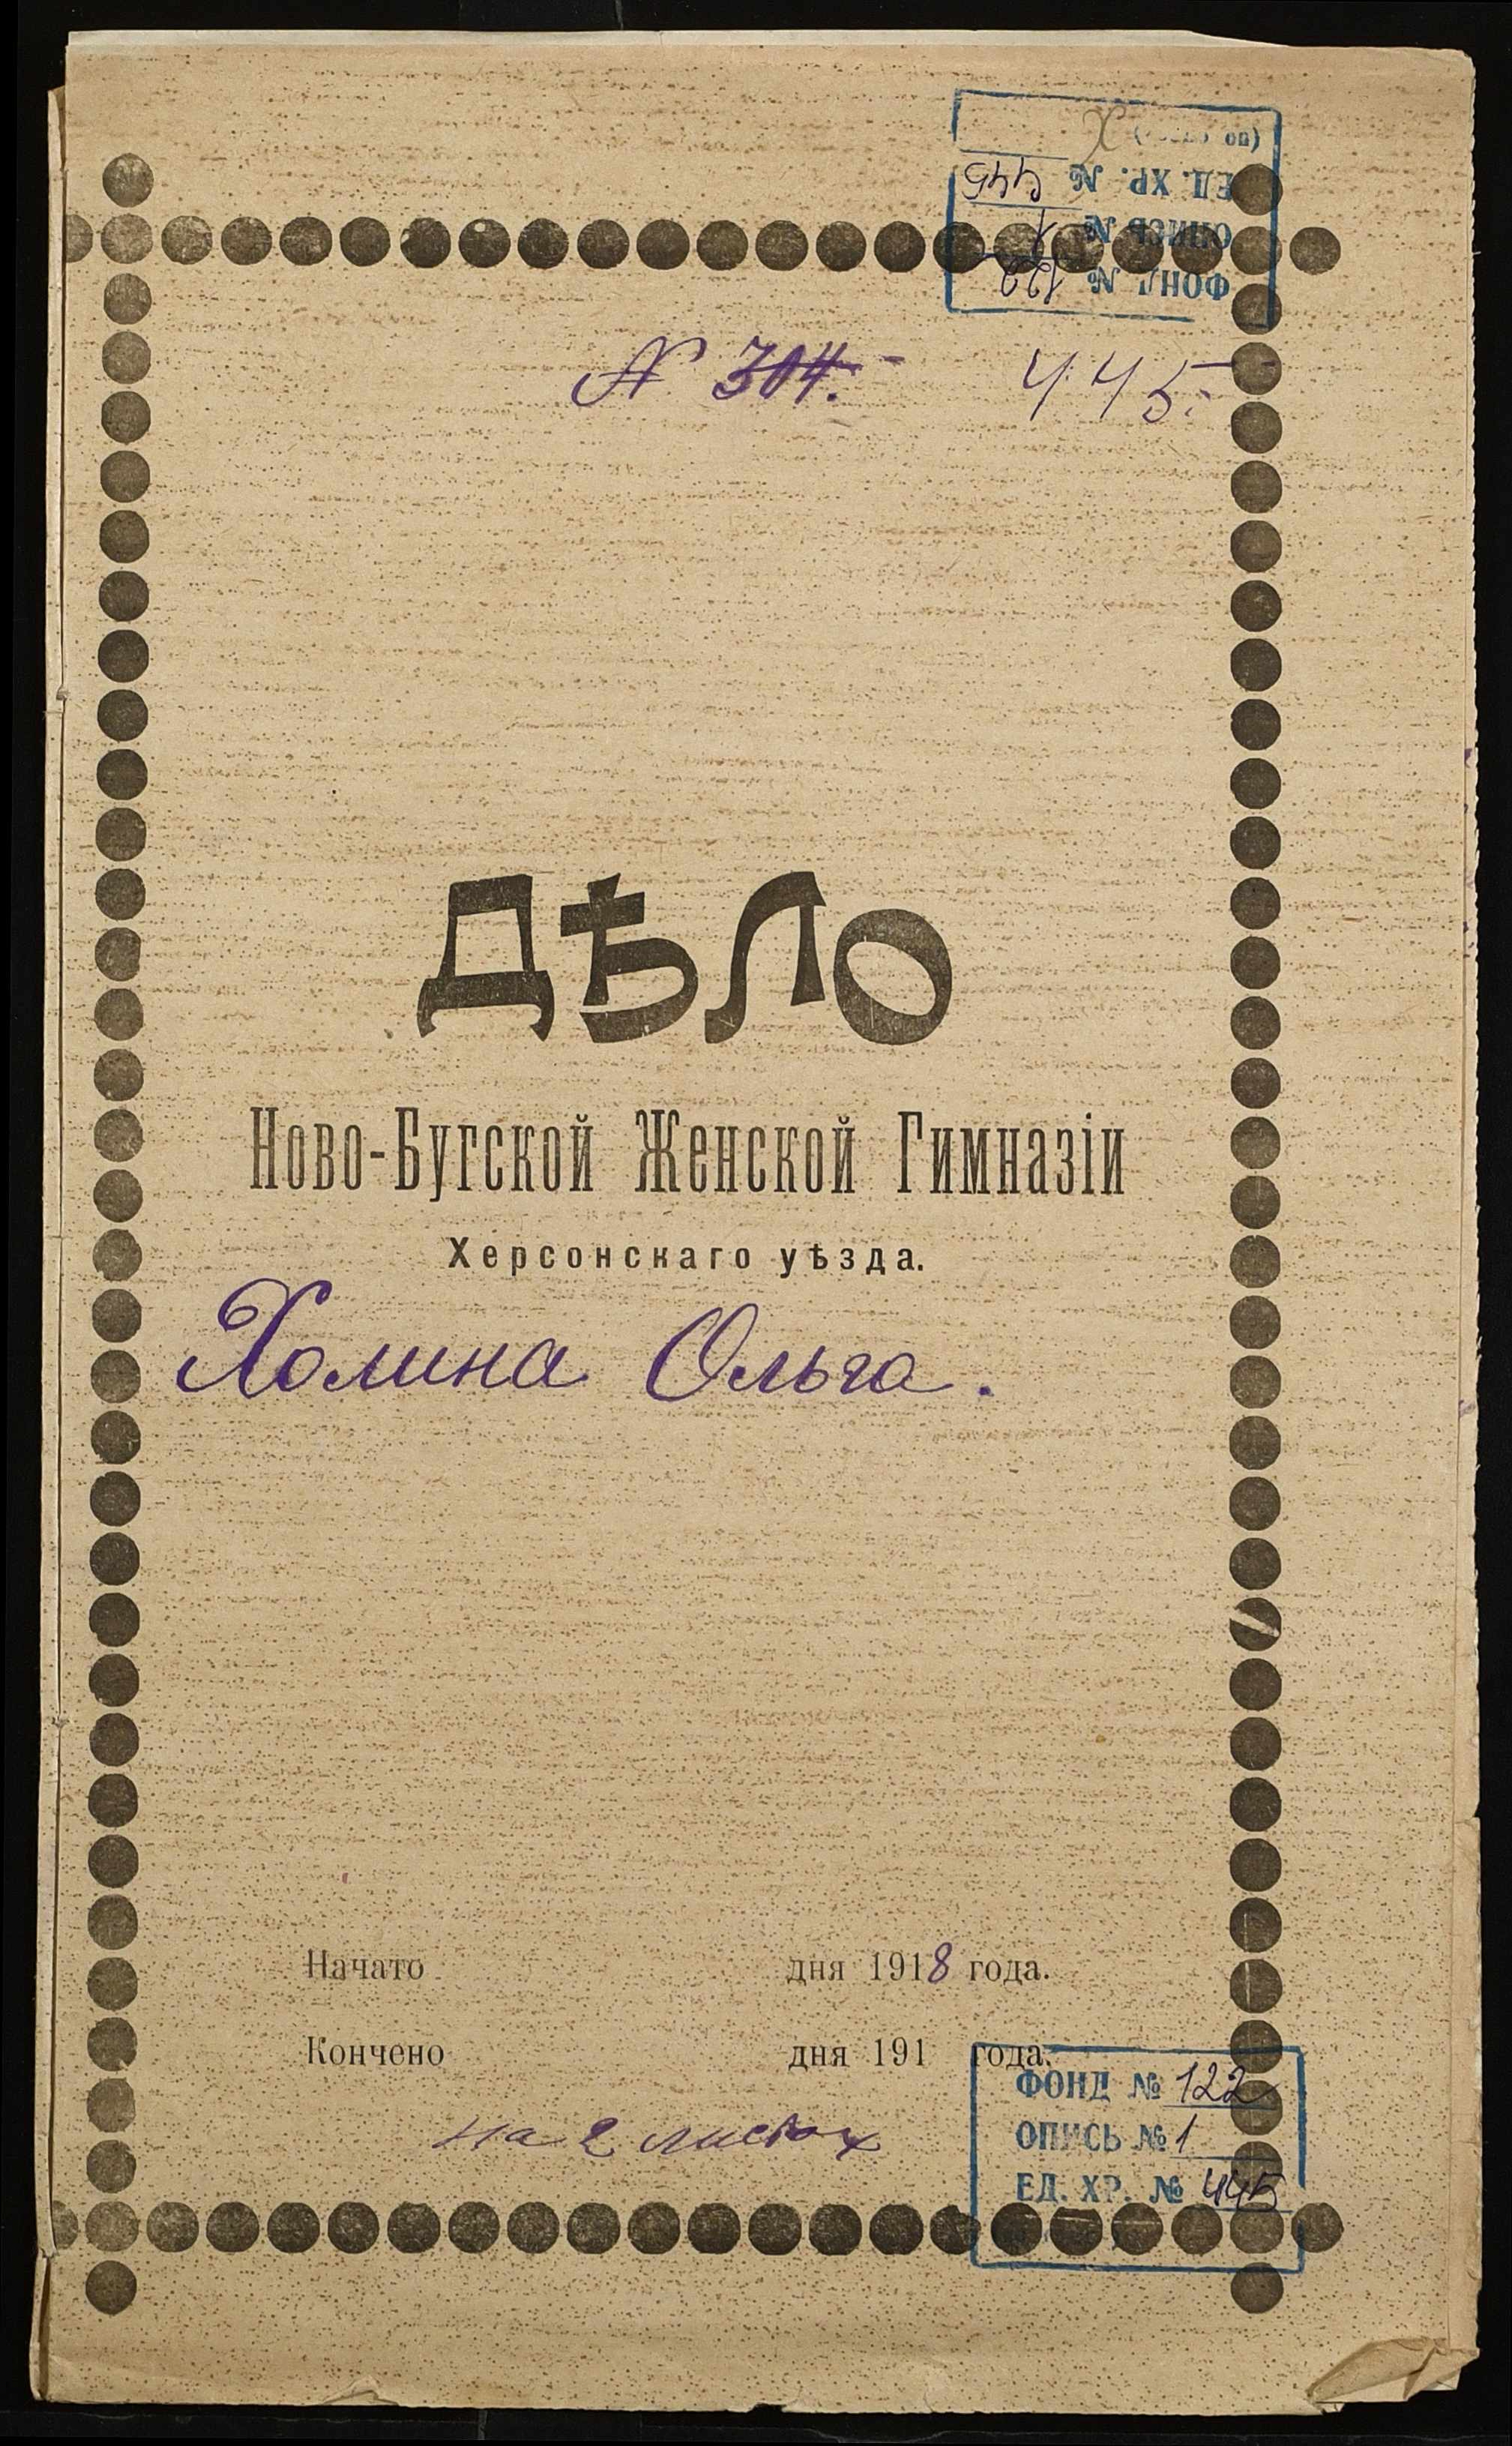 ФОНД № 122
ОПИСЬ № 1
ЕД. ХР. № 445
(по
N 304. - 445.
ДѢЛО
Ново-Бугской Женской Гимназіи
Херсонскаго уѣзда.
Холина Ольга.
Начато дня 1918 года.
Кончено дня 191 года.
на 2 листах
ФОНД № 122
ОПИСЬ № 1
ЕД. ХР. № 445